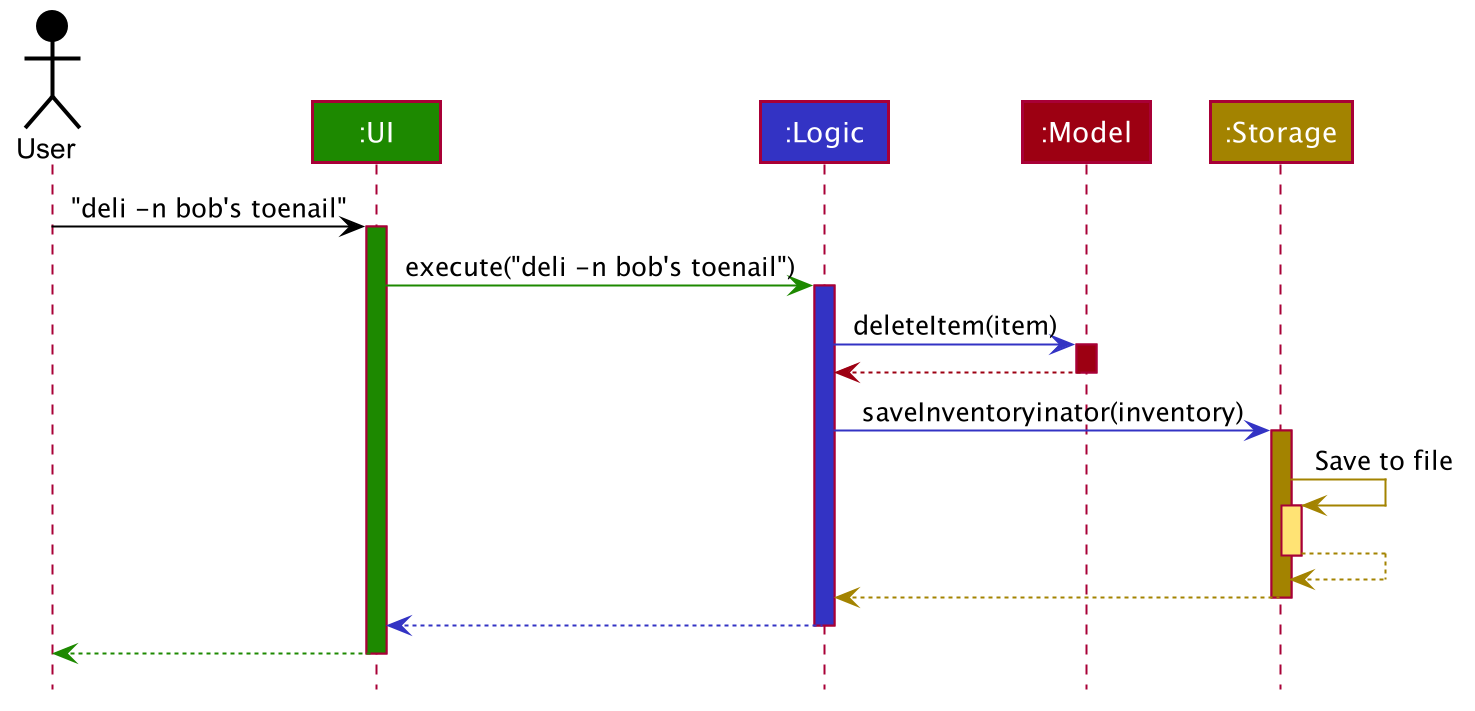 User
:UI
:Logic
:Model
:Storage
"deli -n bob's toenail"
execute("deli -n bob's toenail")
deleteItem(item)
saveInventoryinator(inventory)
Save to file